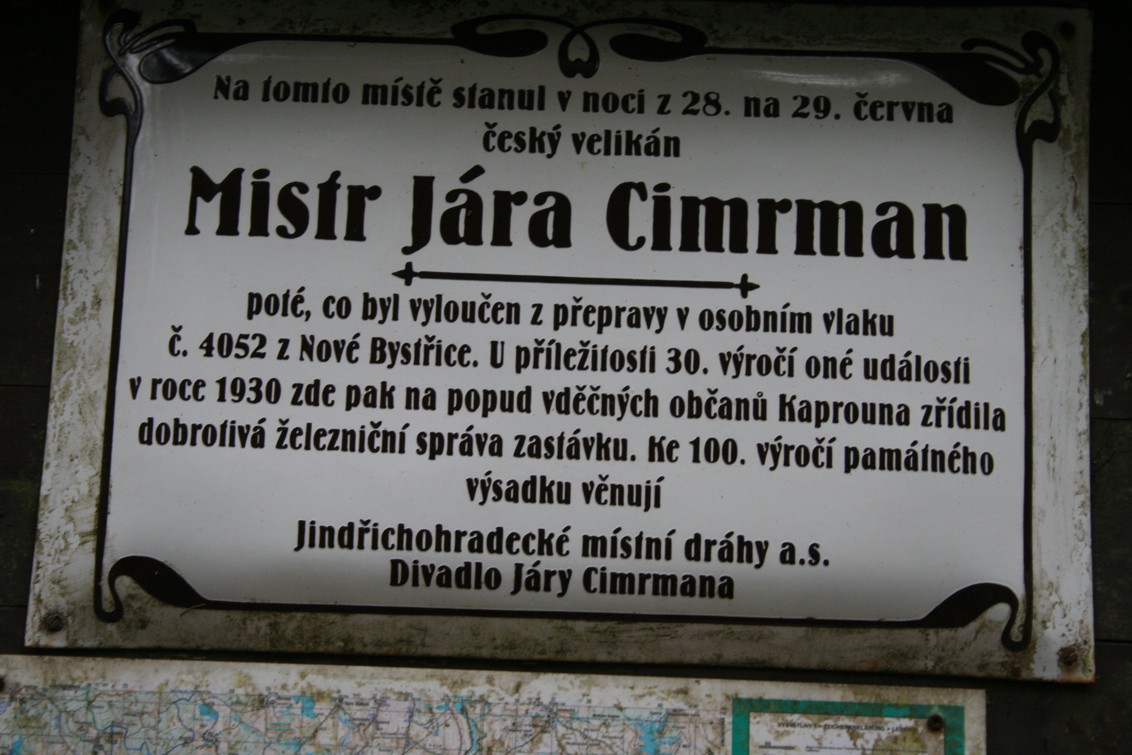 Na tomto místě stanul v noci z 28. na 29. června
český velikán
Mistr Jára Cimrman
poté, co byl vyloučen z přepravy v osobním vlaku
č. 4052 z Nové Bystřice. U příležitosti 30. výročí oné události
v roce 1930 zde pak na popud vděčných občanů Kaprouna zřídila
dobrotivá železniční správa zastávku. Ke 100. výročí památného
výsadku věnují
Jindřichohradecké místní dráhy a.s.
Divadlo Járy Cimrmana